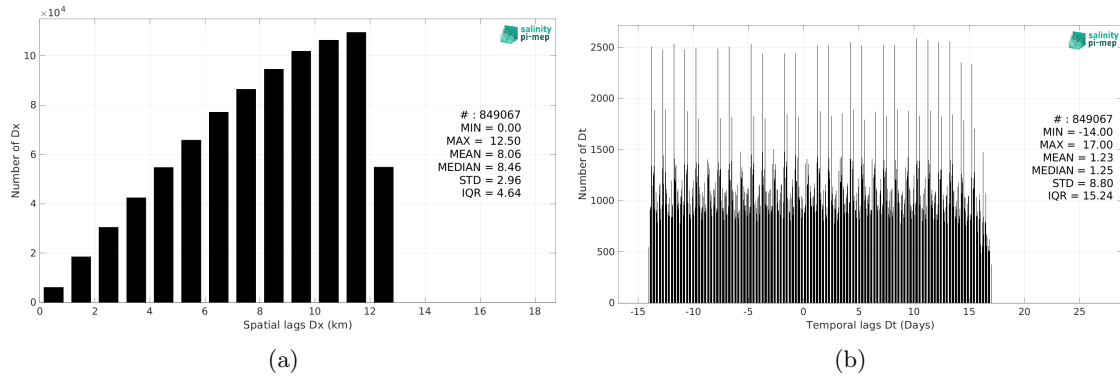 ×10⁴
10
8
6
4
2
0
Number of Dx
0 2 4 6 8 10 12 14 16 18
Spatial lags Dx (km)
salinity
pi-mep
# : 849067
MIN = 0.00
MAX = 12.50
MEAN = 8.06
MEDIAN = 8.46
STD = 2.96
IQR = 4.64
(a)
2500
2000
1500
1000
500
0
Number of Dt
-15 -10 -5 0 5 10 15 20 25
Temporal lags Dt (Days)
salinity
pi-mep
# : 849067
MIN = -14.00
MAX = 17.00
MEAN = 1.23
MEDIAN = 1.25
STD = 8.80
IQR = 15.24
(b)